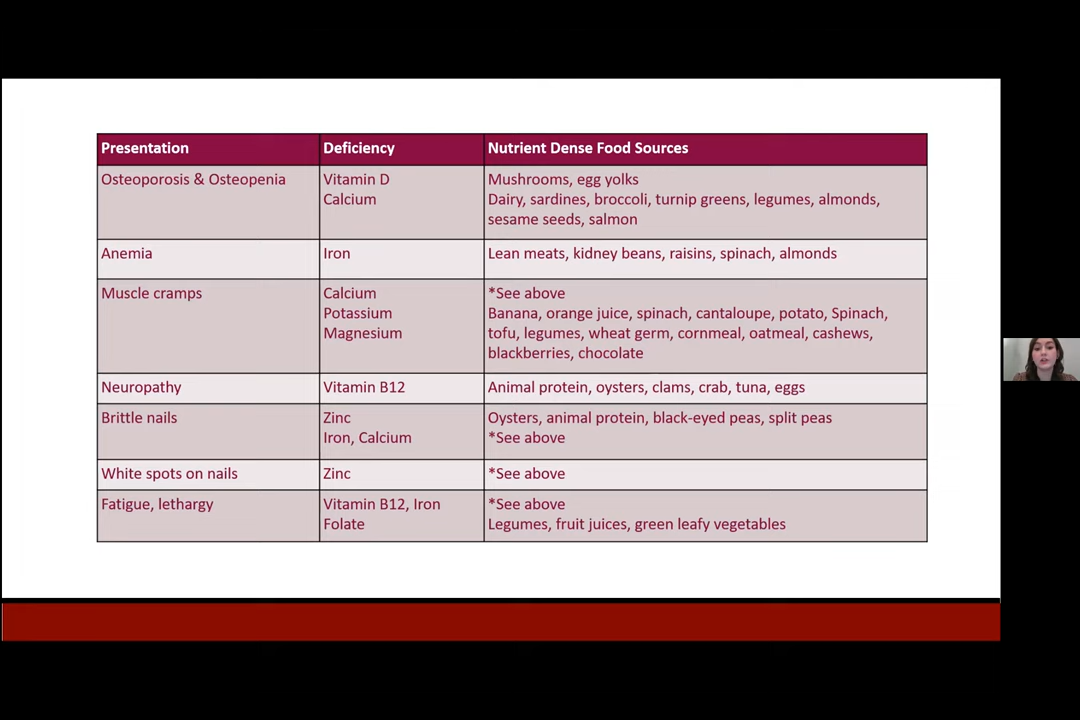 Presentation Deficiency Nutrient Dense Food Sources
Osteoporosis & Osteopenia Vitamin D Mushrooms, egg yolks
Calcium Dairy, sardines, broccoli, turnip greens, legumes, almonds,
sesame seeds, salmon
Anemia Iron Lean meats, kidney beans, raisins, spinach, almonds
Muscle cramps Calcium *See above
Potassium Banana, orange juice, spinach, cantaloupe, potato, Spinach,
Magnesium tofu, legumes, wheat germ, cornmeal, oatmeal, cashews,
blackberries, chocolate
Neuropathy Vitamin B12 Animal protein, oysters, clams, crab, tuna, eggs
Brittle nails Zinc Oysters, animal protein, black-eyed peas, split peas
Iron, Calcium *See above
White spots on nails Zinc *See above
Fatigue, lethargy Vitamin B12, Iron *See above
Folate Legumes, fruit juices, green leafy vegetables